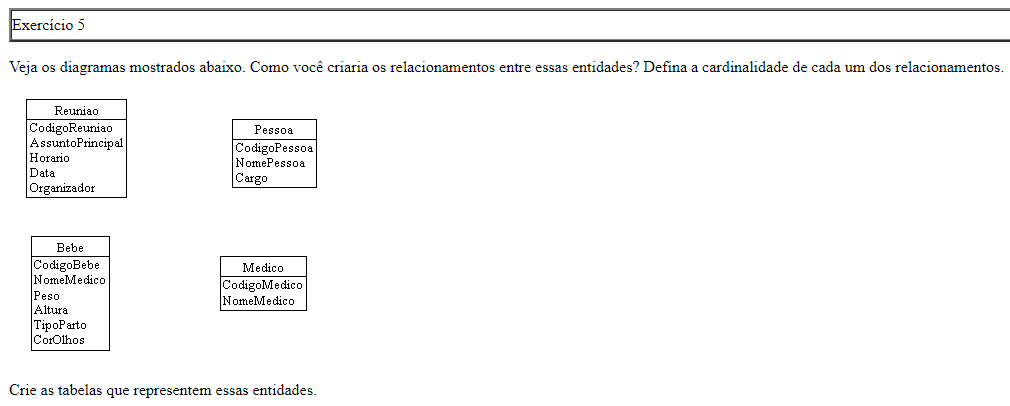 Exercício 5
Veja os diagramas mostrados abaixo. Como você criaria os relacionamentos entre essas entidades? Defina a cardinalidade de cada um dos relacionamentos.
Reuniao
CodigoReuniao
AssuntoPrincipal
Horario
Data
Organizador
Pessoa
CodigoPessoa
NomePessoa
Cargo
Bebe
CodigoBebe
NomeMedico
Peso
Altura
TipoParto
CorOlhos
Medico
CodigoMedico
NomeMedico
Crie as tabelas que representem essas entidades.